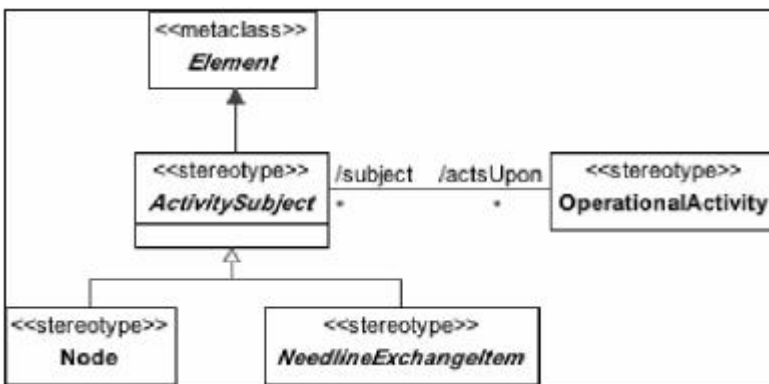 <<metaclass>>
Element
<<stereotype>>
ActivitySubject
/subject
/actsUpon
*
*
<<stereotype>>
OperationalActivity
<<stereotype>>
Node
<<stereotype>>
NeedlineExchangeItem